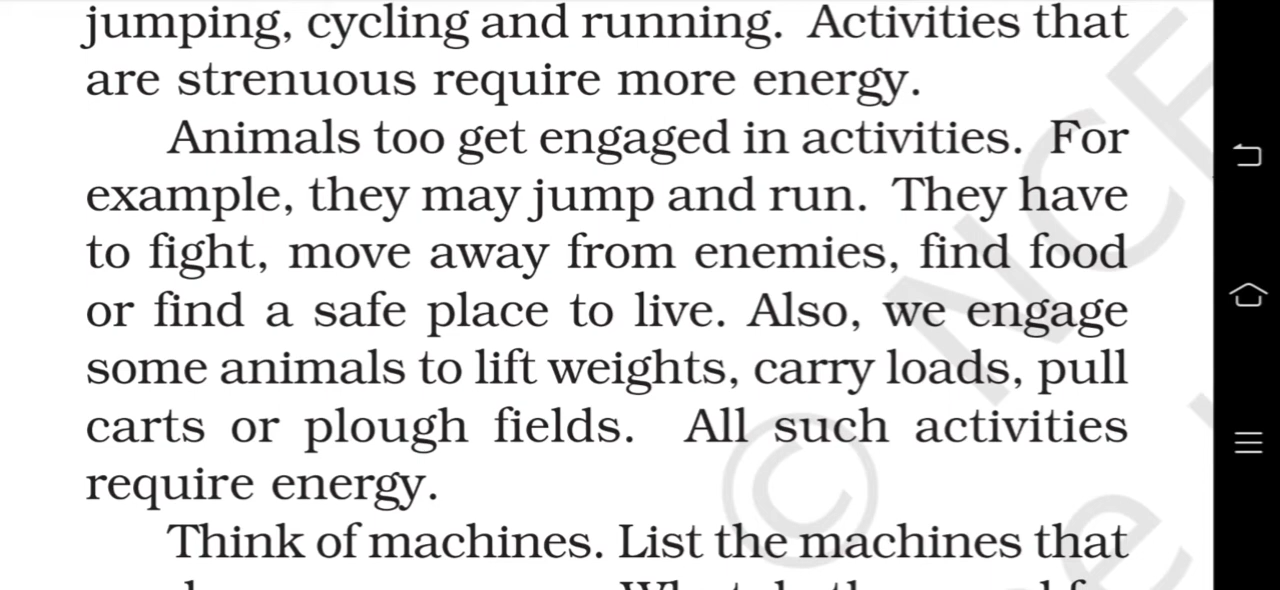 jumping, cycling and running. Activities that
are strenuous require more energy.
Animals too get engaged in activities. For
example, they may jump and run. They have
to fight, move away from enemies, find food
or find a safe place to live. Also, we engage
some animals to lift weights, carry loads, pull
carts or plough fields. All such activities
require energy.
Think of machines. List the machines that
© NCE